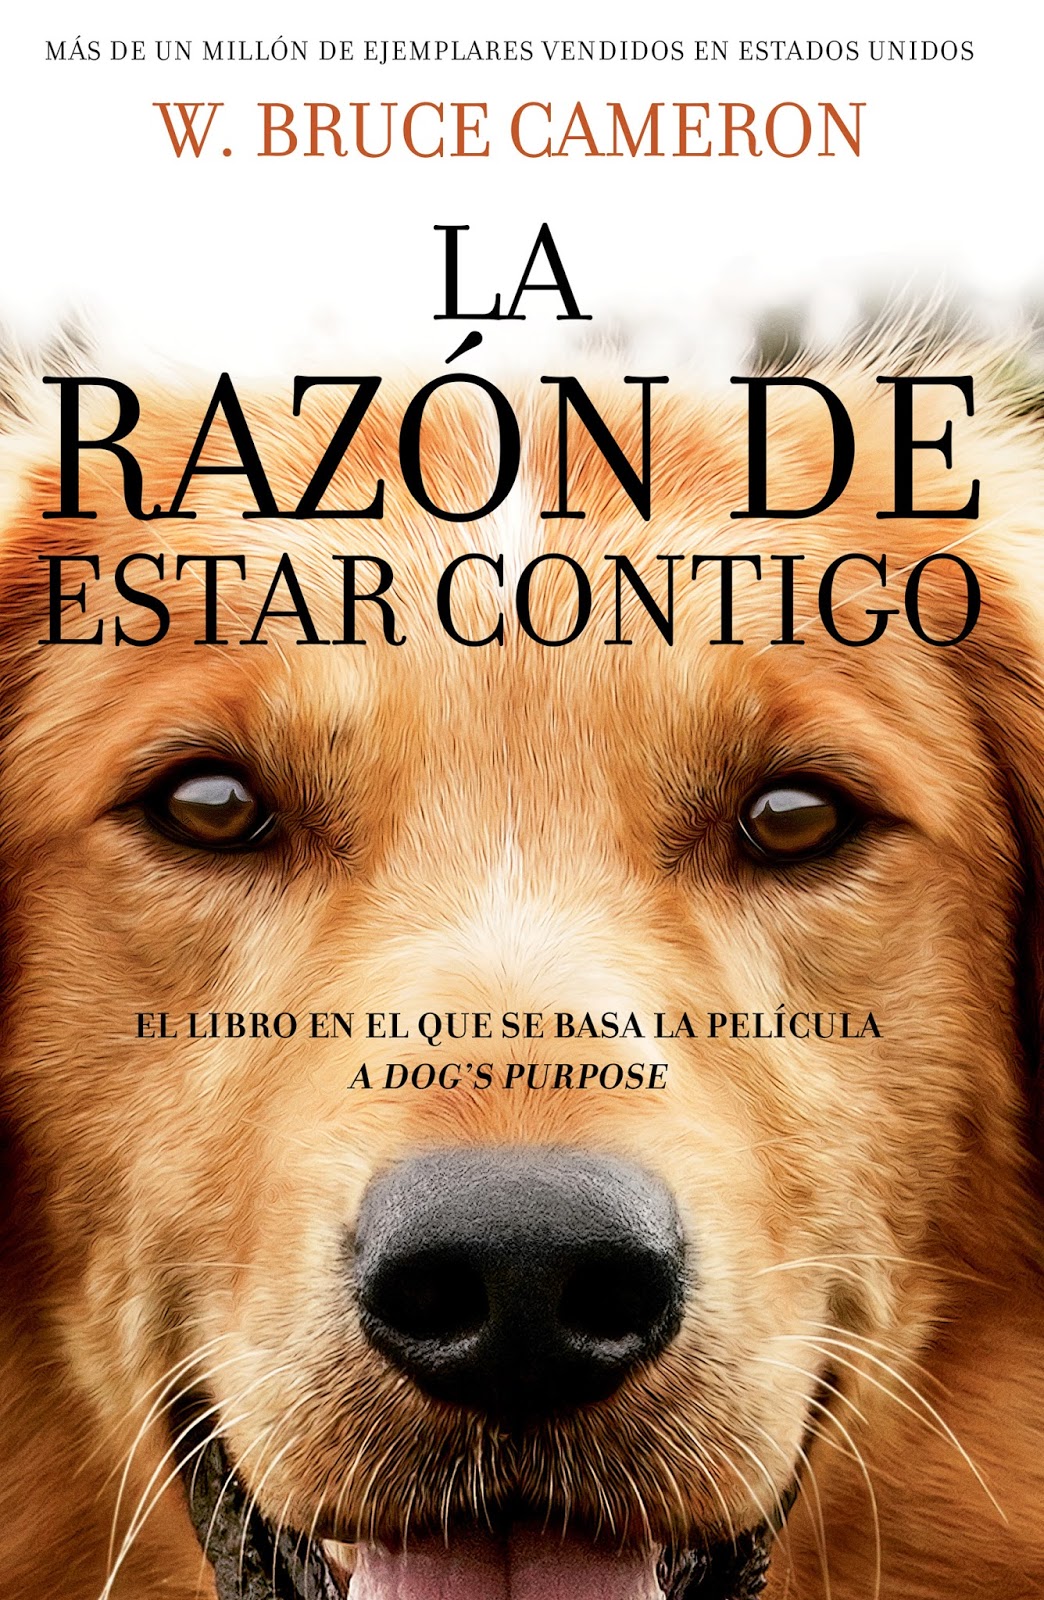 MÁS DE UN MILLÓN DE EJEMPLARES VENDIDOS EN ESTADOS UNIDOS
W. BRUCE CAMERON
LA
RAZÓN DE
ESTAR CONTIGO
EL LIBRO EN EL QUE SE BASA LA PELÍCULA
A DOG'S PURPOSE